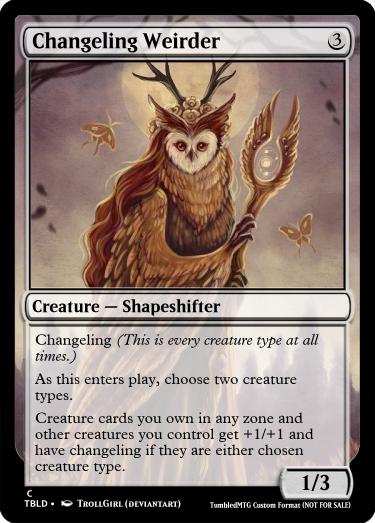 Changeling Weirder 3
Creature — Shapeshifter
Changeling (This is every creature type at all
times.)
As this enters play, choose two creature
types.
Creature cards you own in any zone and
other creatures you control get +1/+1 and
have changeling if they are either chosen
creature type.
1/3
C
TBLD • TrollGirl (deviantart)
TumbledMTG Custom Format (NOT FOR SALE)